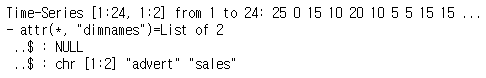 Time-Series [1:24, 1:2] from 1 to 24: 25 0 15 10 20 10 5 5 15 15 ...
- attr(*, "dimnames")=List of 2
..$ : NULL
..$ : chr [1:2] "advert" "sales"